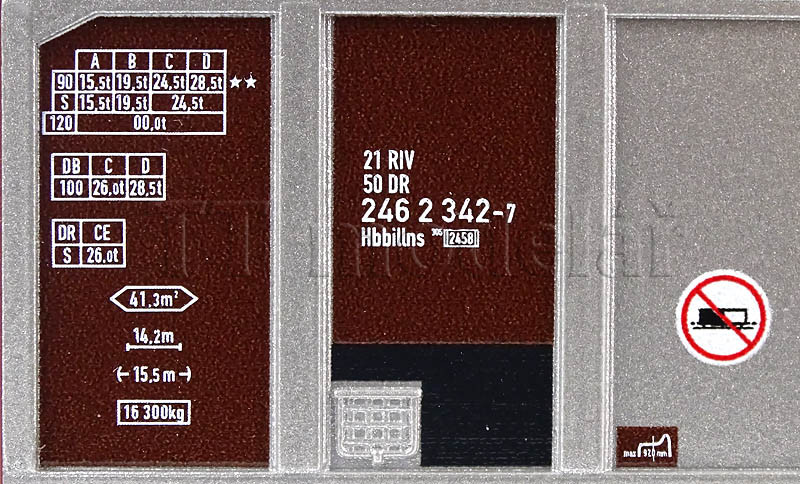 A B C D
90 15,5t 19,5t 24,5t 28,5t ★★
S 15,5t 19,5t 24,5t
120 00,0t
DB C D
100 26,0t 28,5t
DR CE
S 26,0t
41,3m²
14,2m
15,5m
16 300kg
21 RIV
50 DR
246 2 342-7
Hbbillns 305 2458
TT modelář
max 920 mm